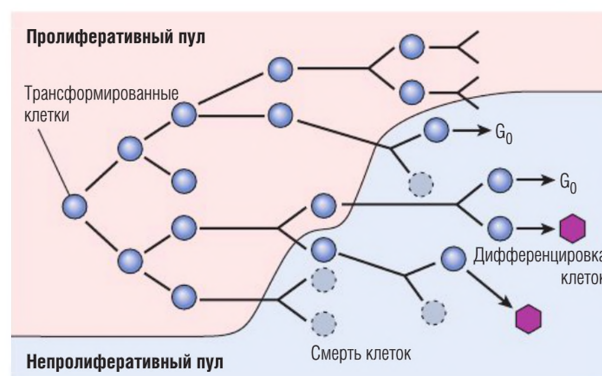 Пролиферативный пул
Трансформированные
клетки
G0
G0
Дифференцировка
клеток
Смерть клеток
Непролиферативный пул